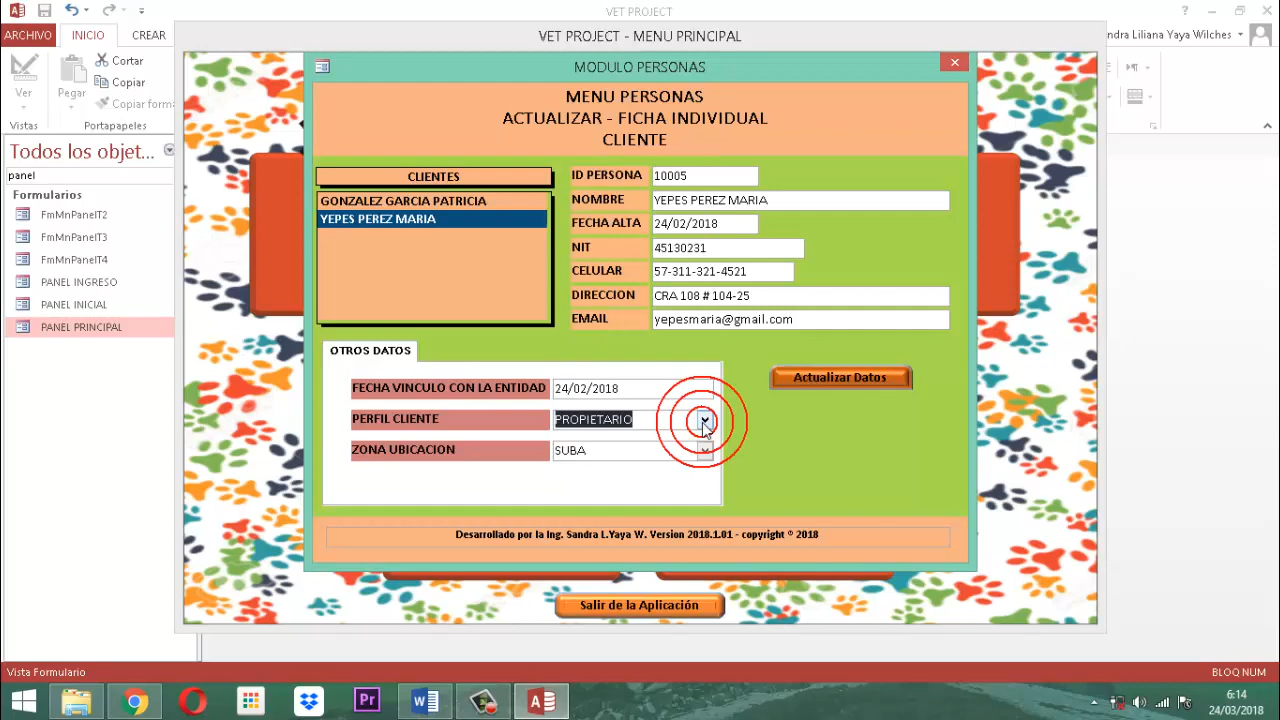 VET PROJECT
ARCHIVO
INICIO
CREAR
ndra Liliana Yaya Wilches
Ver
Pegar
Cortar
Copiar
Copiar form
Vistas
Portapapeles
VET PROJECT - MENU PRINCIPAL
MODULO PERSONAS
Todos los objet...
panel
Formularios
FmMnPanelT2
FmMnPanelT3
FmMnPanelT4
PANEL INGRESO
PANEL INICIAL
PANEL PRINCIPAL
MENU PERSONAS
ACTUALIZAR - FICHA INDIVIDUAL
CLIENTE
CLIENTES
GONZALEZ GARCIA PATRICIA
YEPES PEREZ MARIA
ID PERSONA 10005
NOMBRE YEPES PEREZ MARIA
FECHA ALTA 24/02/2018
NIT 45130231
CELULAR 57-311-321-4521
DIRECCION CRA 108 # 104-25
EMAIL yepesmaria@gmail.com
OTROS DATOS
FECHA VINCULO CON LA ENTIDAD 24/02/2018
PERFIL CLIENTE PROPIETARIO
ZONA UBICACION SUBA
Actualizar Datos
Desarrollado por la Ing. Sandra L.Yaya W. Version 2018.1.01 - copyright ® 2018
Salir de la Aplicación
Vista Formulario
BLOQ NUM
Pr
6:14
24/03/2018